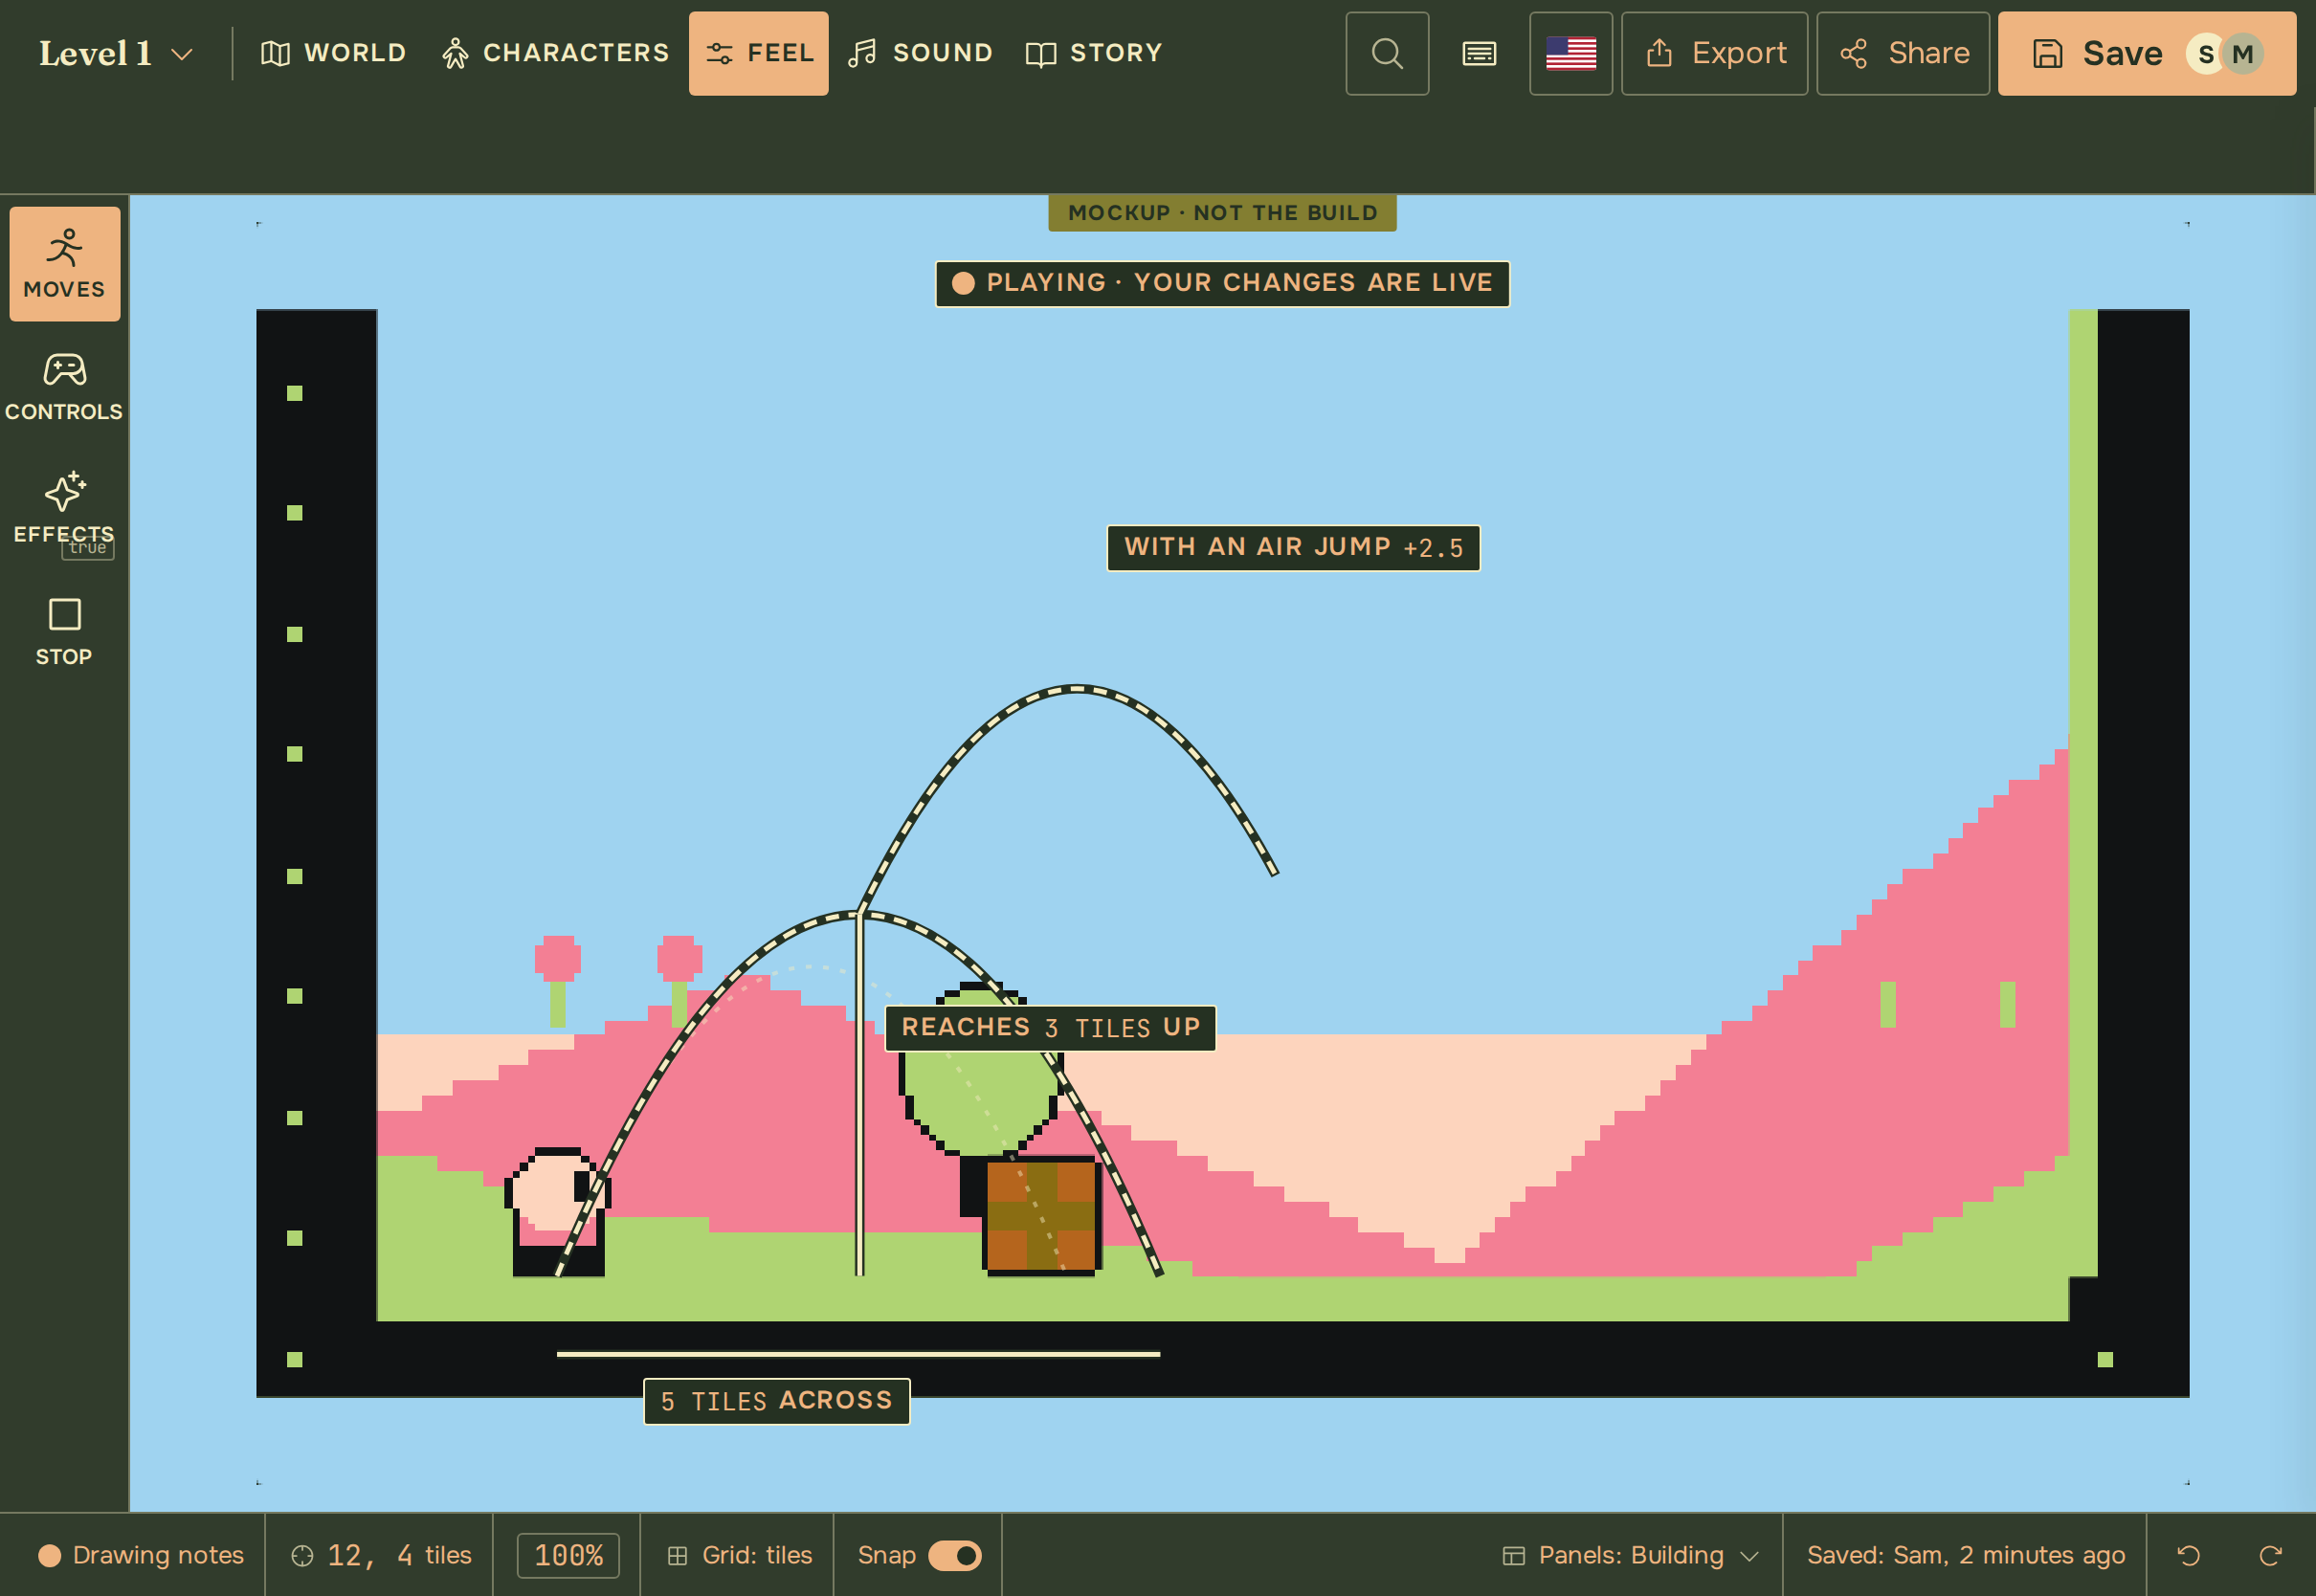 Level 1
WORLD
CHARACTERS
FEEL
SOUND
STORY
Export
Share
Save
S
M
MOCKUP · NOT THE BUILD
PLAYING · YOUR CHANGES ARE LIVE
MOVES
CONTROLS
EFFECTS
true
STOP
WITH AN AIR JUMP +2.5
REACHES 3 TILES UP
5 TILES ACROSS
Drawing notes
12, 4 tiles
100%
Grid: tiles
Snap
Panels: Building
Saved: Sam, 2 minutes ago